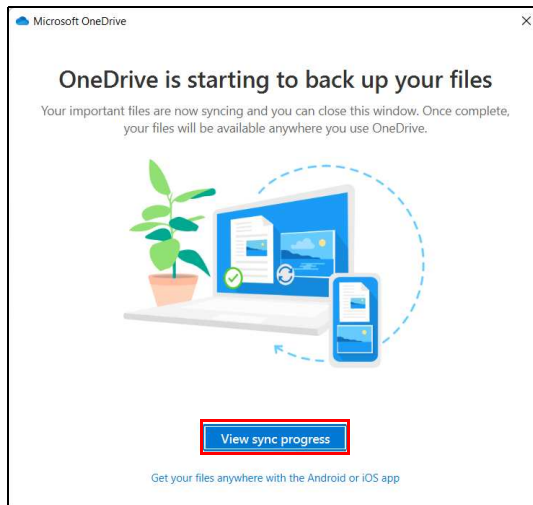 Microsoft OneDrive
OneDrive is starting to back up your files
Your important files are now syncing and you can close this window. Once complete,
your files will be available anywhere you use OneDrive.
View sync progress
Get your files anywhere with the Android or iOS app